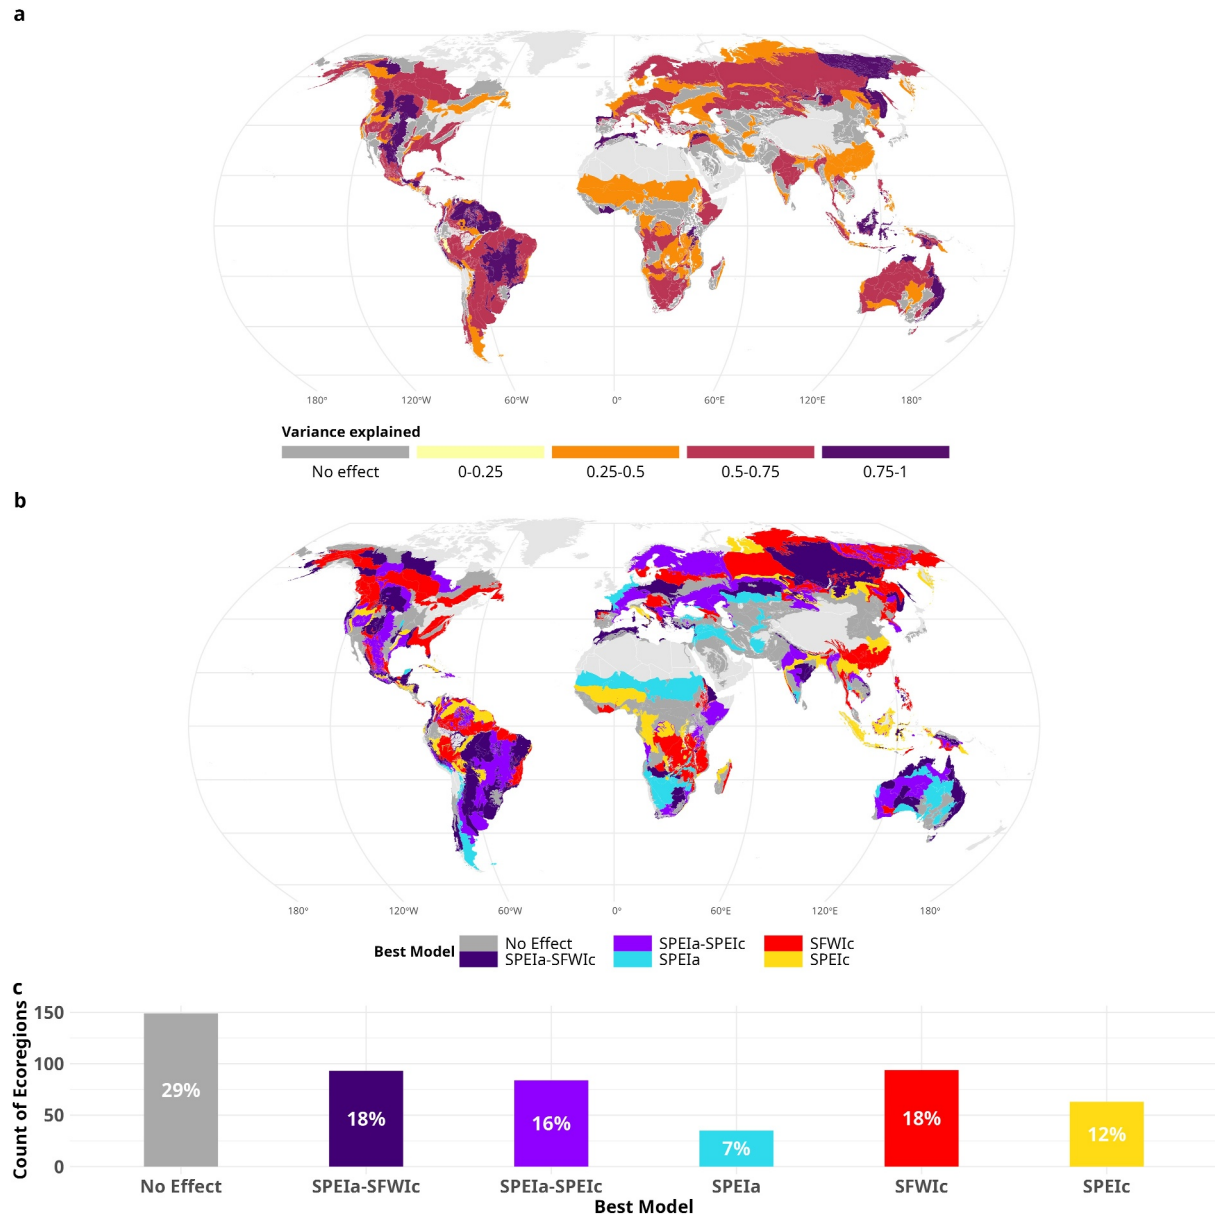 a
180° 120°W 60°W 0° 60°E 120°E 180°
Variance explained
No effect 0-0.25 0.25-0.5 0.5-0.75 0.75-1
b
180° 120°W 60°W 0° 60°E 120°E 180°
Best Model
No Effect SPEIa-SPEIc SFWIc
SPEIa-SFWIc SPEIa SPEIc
c
Count of Ecoregions
150
100
50
0
29% 18% 16% 7% 18% 12%
No Effect SPEIa-SFWIc SPEIa-SPEIc SPEIa SFWIc SPEIc
Best Model